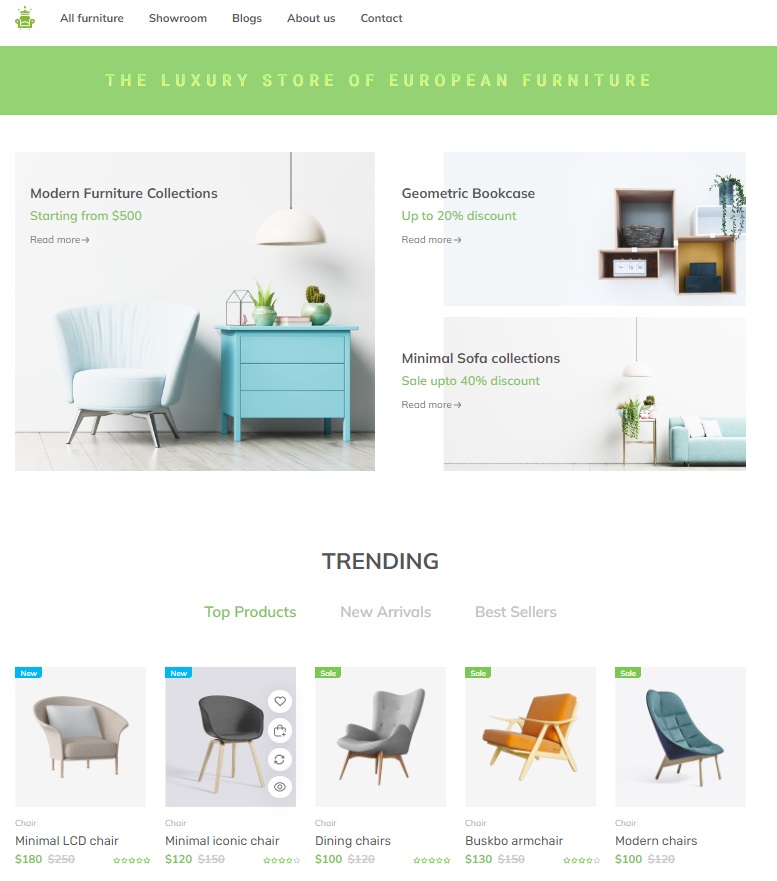 All furniture Showroom Blogs About us Contact
THE LUXURY STORE OF EUROPEAN FURNITURE
Modern Furniture Collections
Starting from $500
Read more→
Geometric Bookcase
Up to 20% discount
Read more→
Minimal Sofa collections
Sale upto 40% discount
Read more→
TRENDING
Top Products New Arrivals Best Sellers
New New Sale Sale Sale
Chair Chair Chair Chair Chair
Minimal LCD chair Minimal iconic chair Dining chairs Buskbo armchair Modern chairs
$180 $250 $120 $150 $100 $120 $130 $150 $100 $120